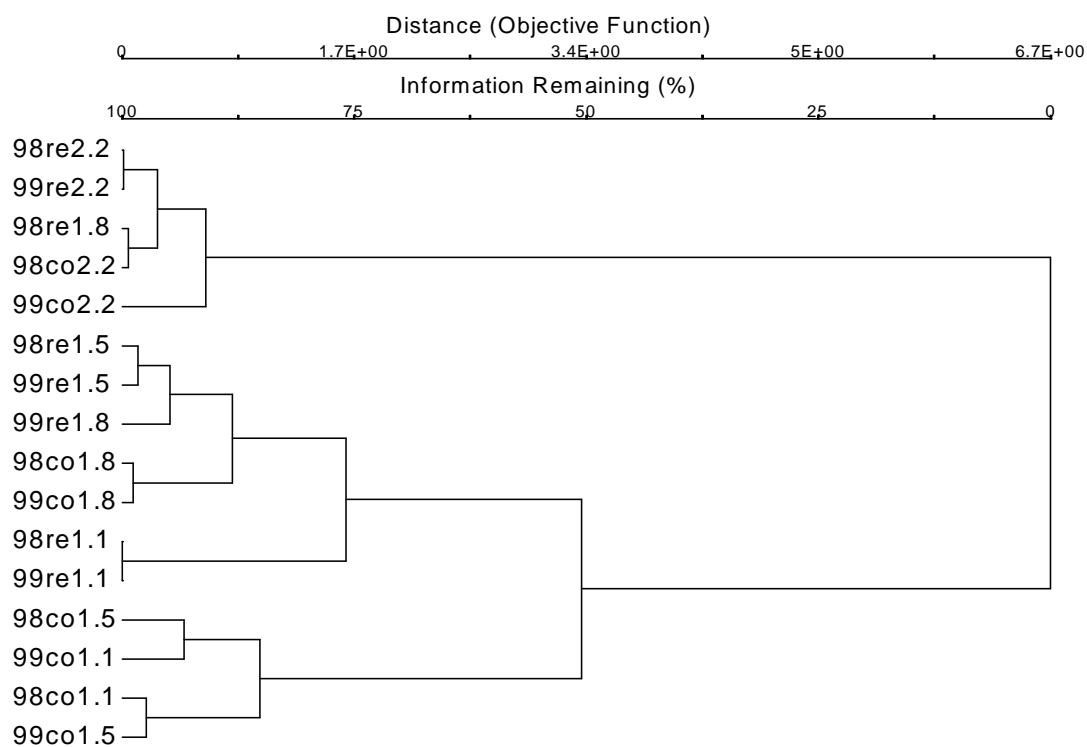 Distance (Objective Function)
0 1.7E+00 3.4E+00 5E+00 6.7E+00
Information Remaining (%)
100 75 50 25 0
98re2.2
99re2.2
98re1.8
98co2.2
99co2.2
98re1.5
99re1.5
99re1.8
98co1.8
99co1.8
98re1.1
99re1.1
98co1.5
99co1.1
98co1.1
99co1.5